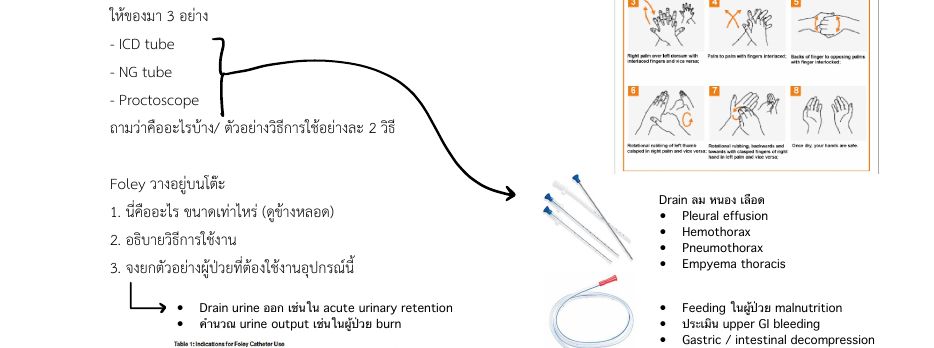 ให้ของมา 3 อย่าง
- ICD tube
- NG tube
- Proctoscope
ถามว่าคืออะไรบ้าง/ ตัวอย่างวิธีการใช้อย่างละ 2 วิธี
Foley วางอยู่บนโต๊ะ
1. นี่คืออะไร ขนาดเท่าไหร่ (ดูข้างหลอด)
2. อธิบายวิธีการใช้งาน
3. จงยกตัวอย่างผู้ป่วยที่ต้องใช้งานอุปกรณ์นี้
• Drain urine ออก เช่นใน acute urinary retention
• คำนวณ urine output เช่นในผู้ป่วย burn
Table 1: Indications for Foley Catheter Use
3
4
5
Right palm over left dorsum with
interlaced fingers and vice versa;
Palm to palm with fingers interlaced;
Backs of finger to opposing palms
with finger interlocked;
6
7
8
Rotational rubbing of left thumb
clasped in right palm and vice versa;
Rotational rubbing, backwards and
towards with clasped fingers of right
hand in left palm and vice versa;
Once dry, your hands are safe.
Drain ลม หนอง เลือด
• Pleural effusion
• Hemothorax
• Pneumothorax
• Empyema thoracis
• Feeding ในผู้ป่วย malnutrition
• ประเมิน upper GI bleeding
• Gastric / intestinal decompression